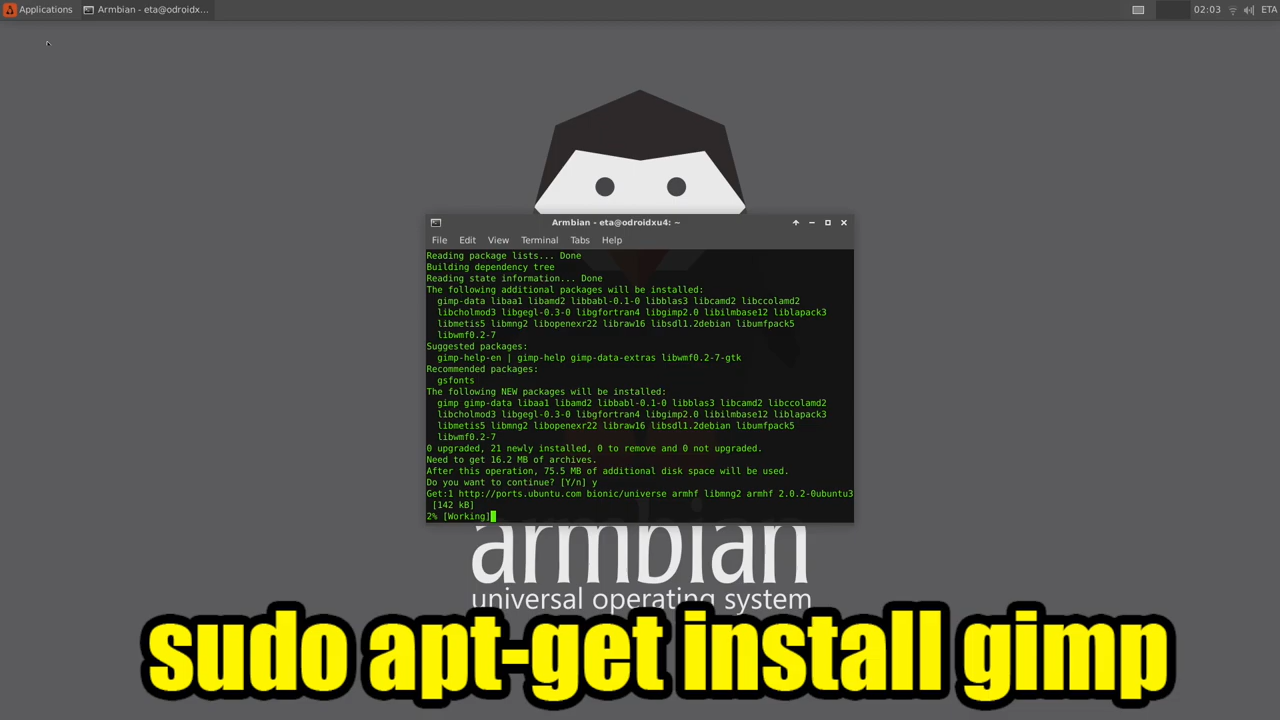 Applications
Armbian - eta@odroidx...
02:03
ETA
Armbian - eta@odroidxu4: ~
File Edit View Terminal Tabs Help
Reading package lists... Done
Building dependency tree
Reading state information... Done
The following additional packages will be installed:
gimp-data libaa1 libamd2 libbabl-0.1-0 libblas3 libcamd2 libccolamd2
libcholmod3 libgegl-0.3-0 libgfortran4 libgimp2.0 libilmbase12 liblapack3
libmetis5 libmng2 libopenexr22 libraw16 libsdl1.2debian libumfpack5
libwmf0.2-7
Suggested packages:
gimp-help-en | gimp-help gimp-data-extras libwmf0.2-7-gtk
Recommended packages:
gsfonts
The following NEW packages will be installed:
gimp gimp-data libaa1 libamd2 libbabl-0.1-0 libblas3 libcamd2 libccolamd2
libcholmod3 libgegl-0.3-0 libgfortran4 libgimp2.0 libilmbase12 liblapack3
libmetis5 libmng2 libopenexr22 libraw16 libsdl1.2debian libumfpack5
libwmf0.2-7
0 upgraded, 21 newly installed, 0 to remove and 0 not upgraded.
Need to get 16.2 MB of archives.
After this operation, 75.5 MB of additional disk space will be used.
Do you want to continue? [Y/n] y
Get:1 http://ports.ubuntu.com bionic/universe armhf libmng2 armhf 2.0.2-0ubuntu3
[142 kB]
2% [Working]
armbian
universal operating system
sudo apt-get install gimp